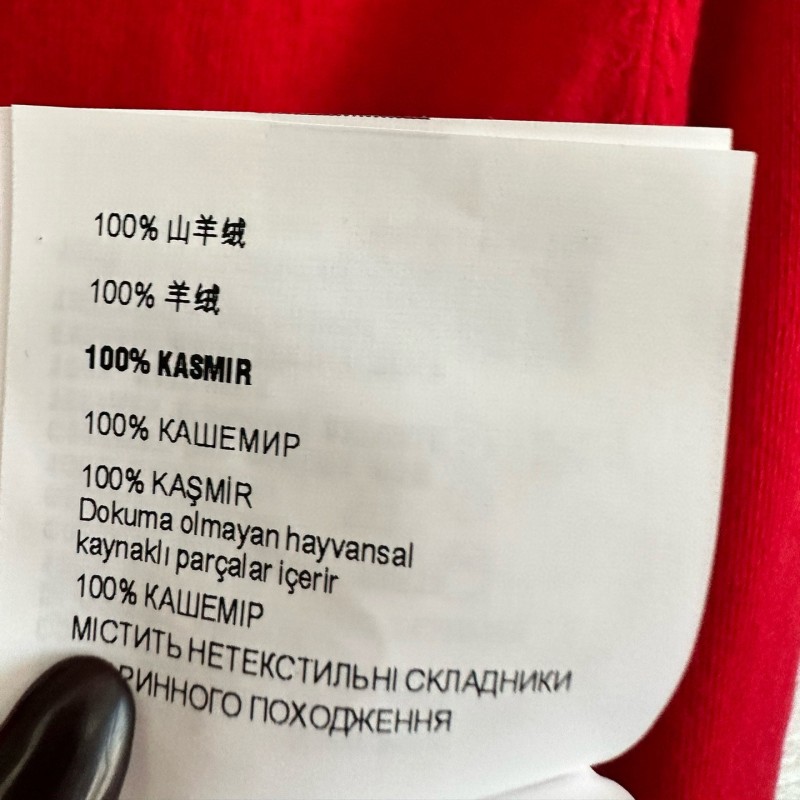 100% 山羊绒
100% 羊绒
100% KASMIR
100% КАШЕМИР
100% KAŞMİR
Dokuma olmayan hayvansal
kaynaklı parçalar içerir
100% КАШЕМІР
МІСТИТЬ НЕТЕКСТИЛЬНІ СКЛАДНИКИ
ПОХОДЖЕННЯ